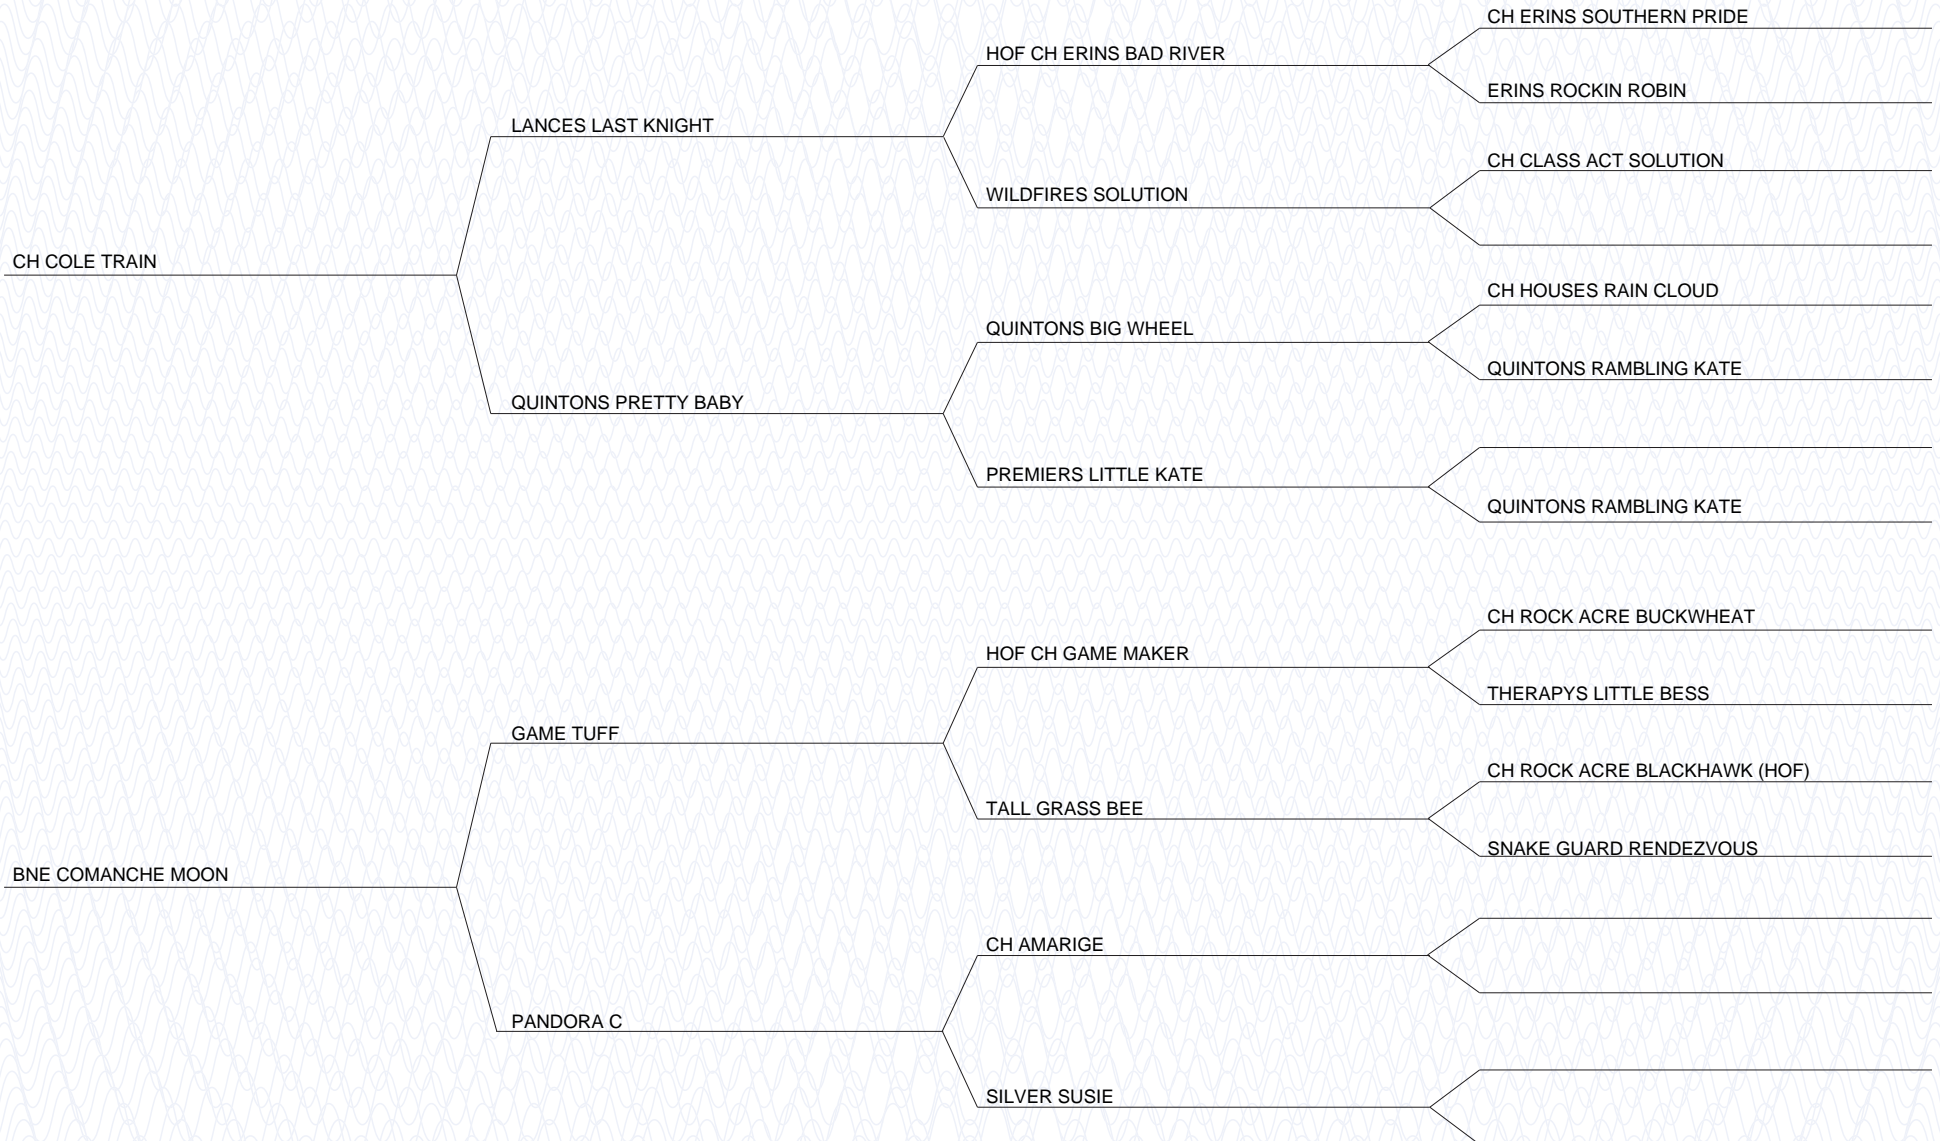 CH ERINS SOUTHERN PRIDE
HOF CH ERINS BAD RIVER
ERINS ROCKIN ROBIN
LANCES LAST KNIGHT
CH CLASS ACT SOLUTION
WILDFIRES SOLUTION
CH COLE TRAIN
CH HOUSES RAIN CLOUD
QUINTONS BIG WHEEL
QUINTONS RAMBLING KATE
QUINTONS PRETTY BABY
PREMIERS LITTLE KATE
QUINTONS RAMBLING KATE
CH ROCK ACRE BUCKWHEAT
HOF CH GAME MAKER
THERAPYS LITTLE BESS
GAME TUFF
CH ROCK ACRE BLACKHAWK (HOF)
TALL GRASS BEE
SNAKE GUARD RENDEZVOUS
BNE COMANCHE MOON
CH AMARIGE
PANDORA C
SILVER SUSIE